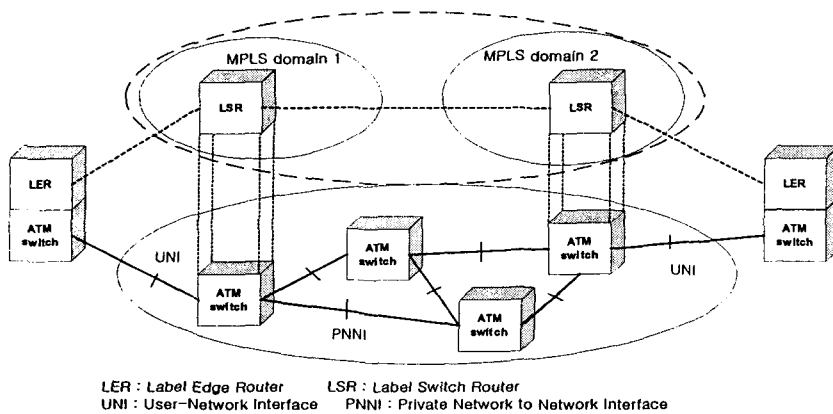 MPLS domain 1
MPLS domain 2
LSR
LSR
LER
ATM
switch
LER
ATM
switch
UNI
ATM
switch
ATM
switch
UNI
ATM
switch
ATM
switch
PNNI
LER : Label Edge Router LSR : Label Switch Router
UNI : User-Network Interface PNNI : Private Network to Network Interface